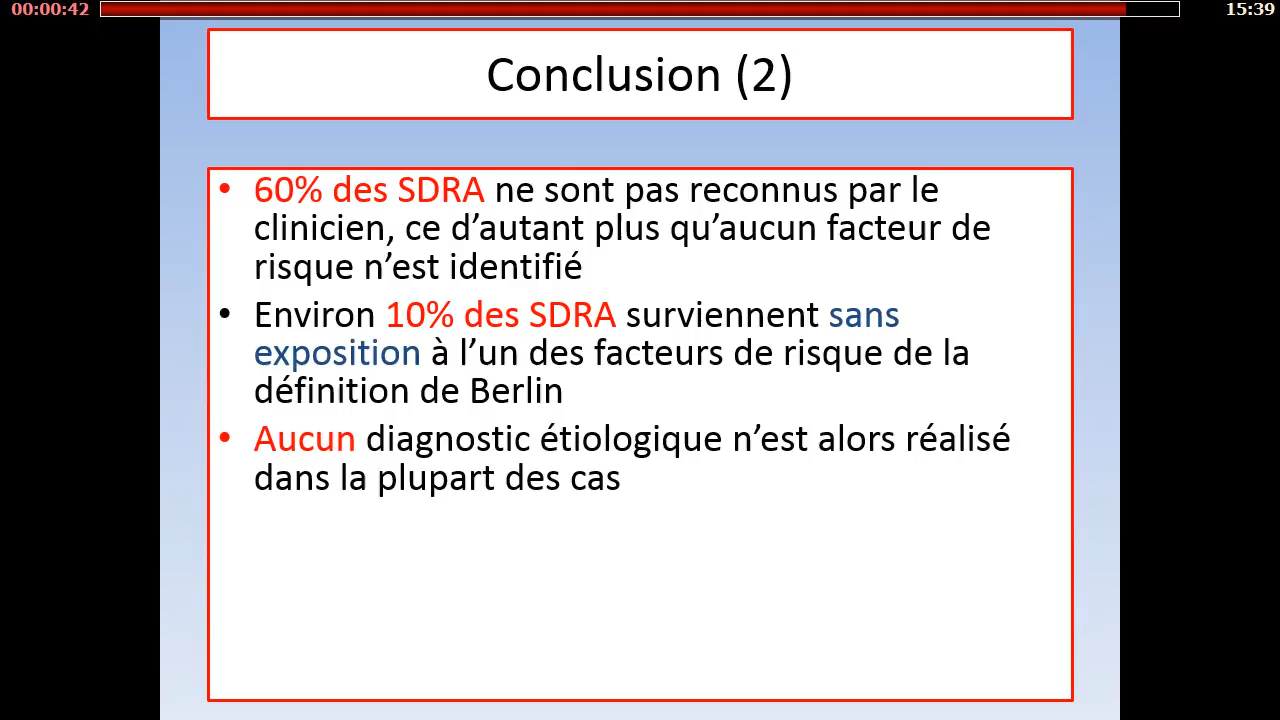 00:00:42
15:39
Conclusion (2)
• 60% des SDRA ne sont pas reconnus par le
clinicien, ce d’autant plus qu’aucun facteur de
risque n’est identifié
• Environ 10% des SDRA surviennent sans
exposition à l’un des facteurs de risque de la
définition de Berlin
• Aucun diagnostic étiologique n’est alors réalisé
dans la plupart des cas